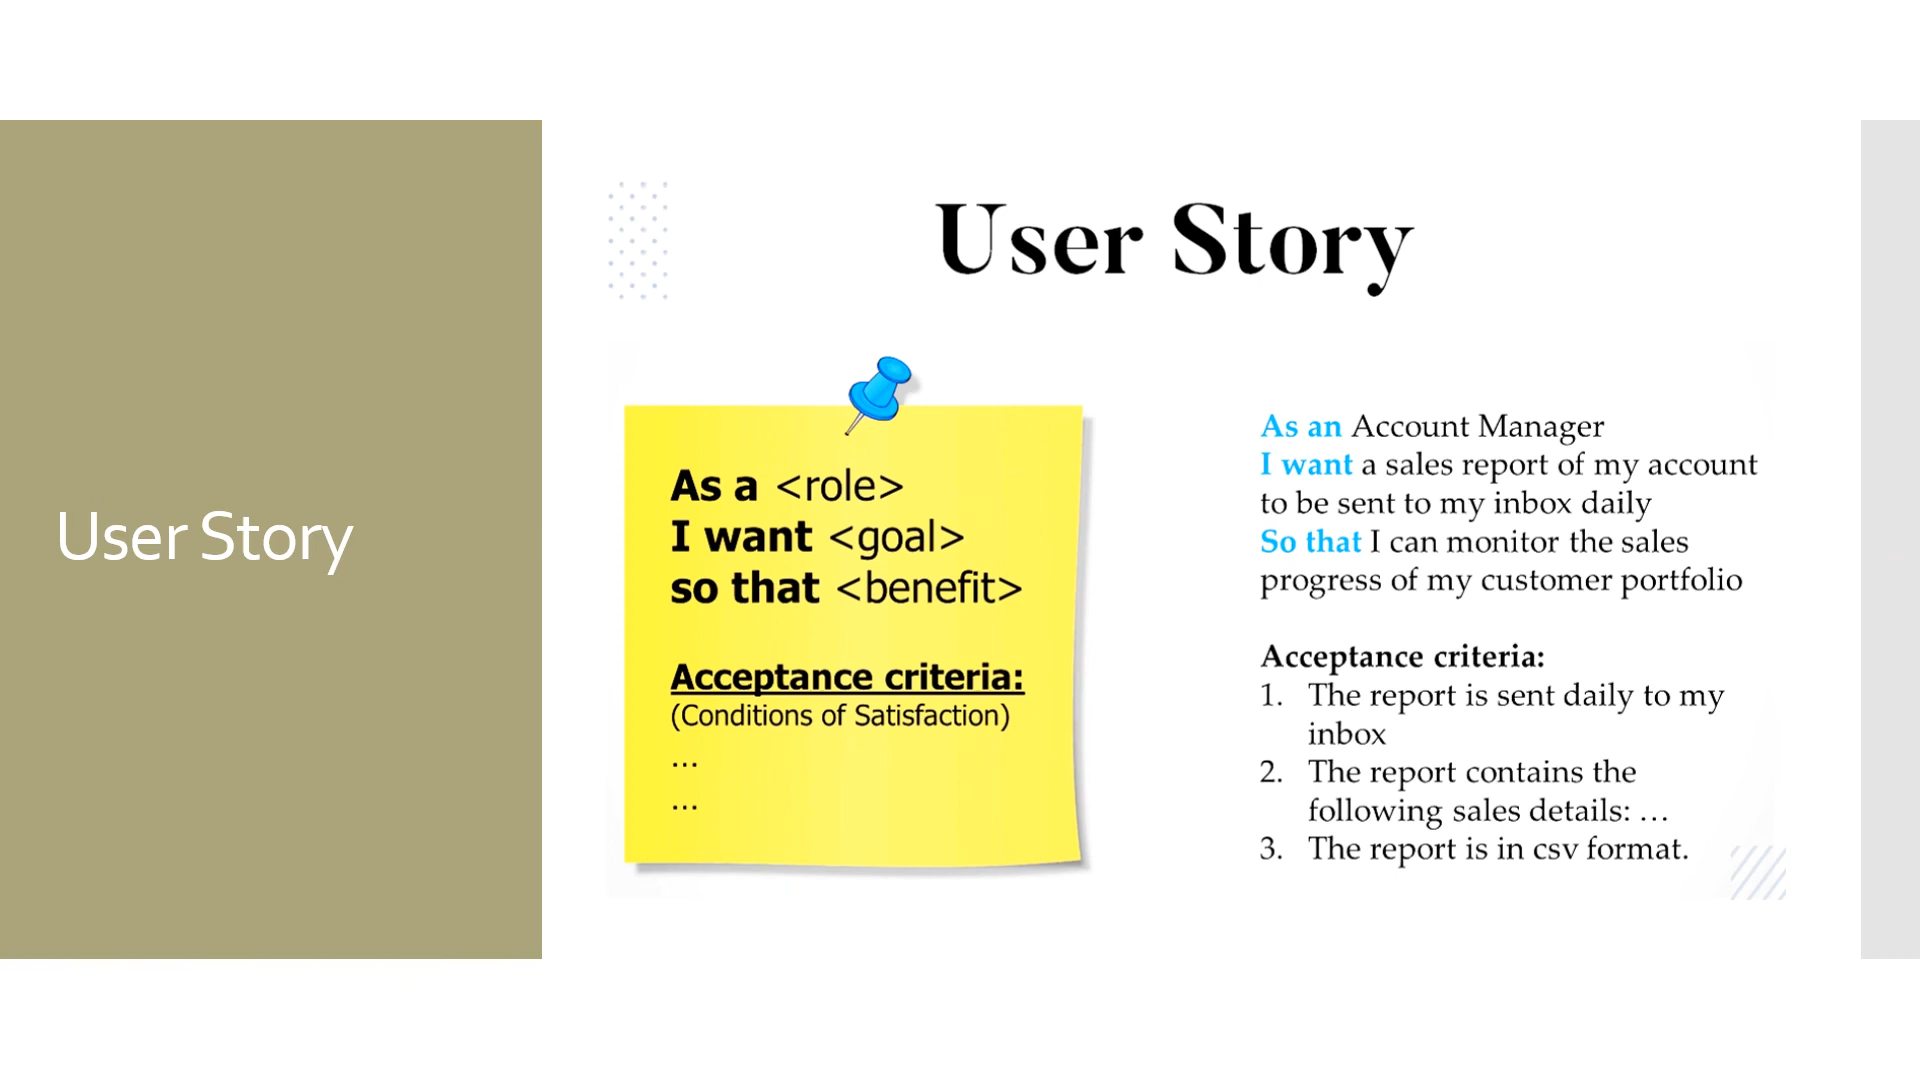 User Story
User Story
As a <role>
I want <goal>
so that <benefit>
Acceptance criteria:
(Conditions of Satisfaction)
...
...
As an Account Manager
I want a sales report of my account
to be sent to my inbox daily
So that I can monitor the sales
progress of my customer portfolio
Acceptance criteria:
1. The report is sent daily to my
inbox
2. The report contains the
following sales details: …
3. The report is in csv format.